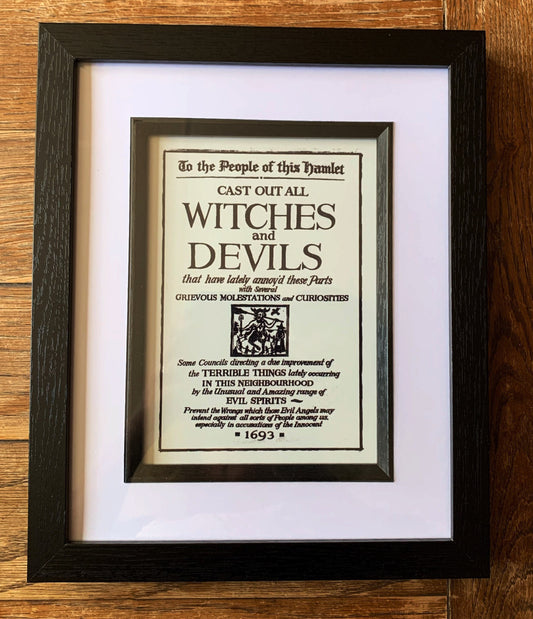 To the People of this Hamlet
CAST OUT ALL
WITCHES
and
DEVILS
that have lately annoy'd these Parts
with Several
GRIEVOUS MOLESTATIONS and CURIOSITIES
Some Councils directing a due improvement of
the TERRIBLE THINGS lately occurring
IN THIS NEIGHBOURHOOD
by the Unusual and Amazing range of
EVIL SPIRITS ~
Prevent the Wrongs which those Evil Angels may
intend against all sorts of People among us.
especially in accusations of the Innocent
▪ 1693 ▪